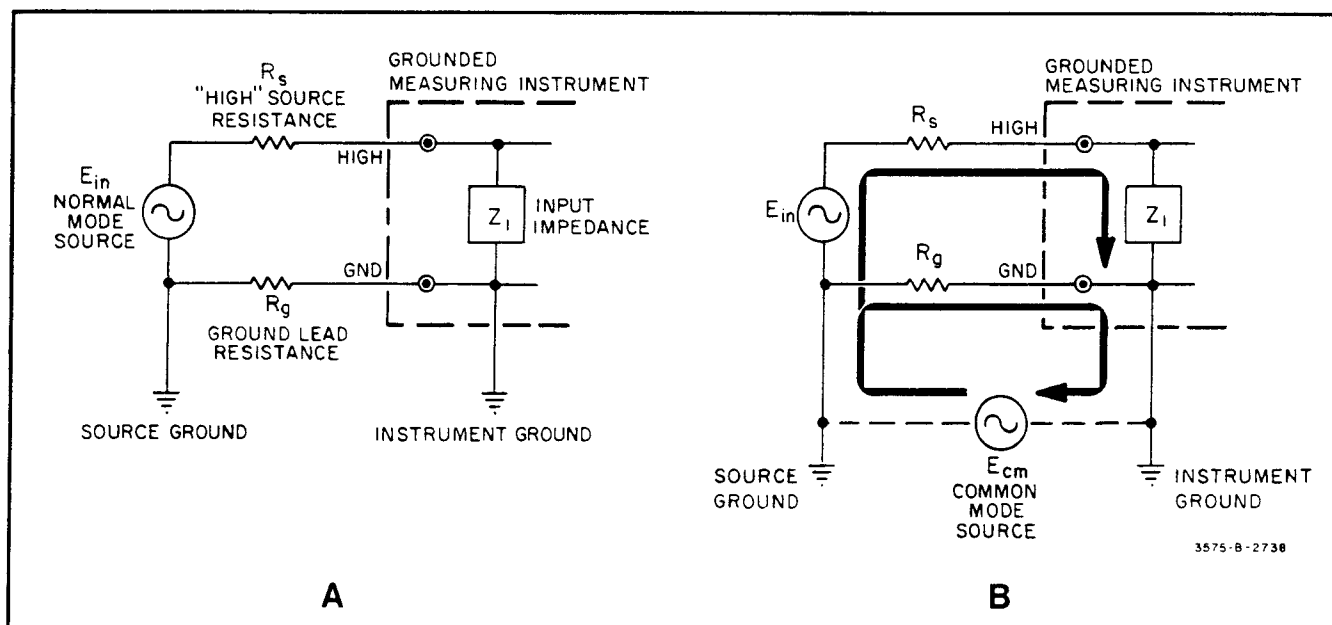 GROUNDED
MEASURING INSTRUMENT
Rs
"HIGH" SOURCE
RESISTANCE
HIGH
Ein
NORMAL
MODE
SOURCE
Z1
INPUT
IMPEDANCE
GND
Rg
GROUND LEAD
RESISTANCE
SOURCE GROUND
INSTRUMENT GROUND
A
GROUNDED
MEASURING INSTRUMENT
Rs
HIGH
Ein
Z1
Rg
GND
SOURCE
GROUND
Ecm
COMMON
MODE
SOURCE
INSTRUMENT
GROUND
3575-B-2738
B